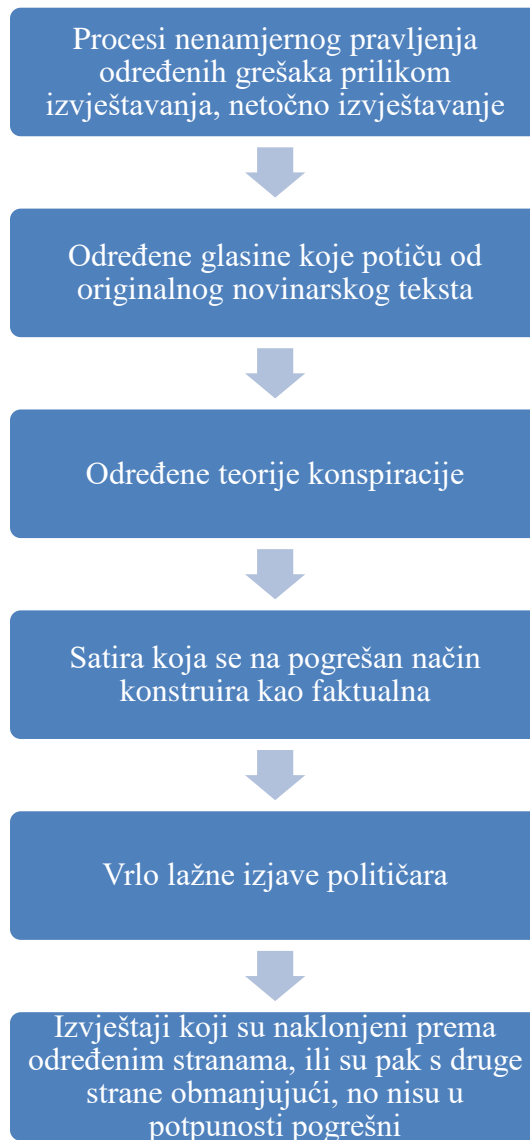 Procesi nenamjernog pravljenja
određenih grešaka prilikom
izvještavanja, netočno izvještavanje
Određene glasine koje potiču od
originalnog novinarskog teksta
Određene teorije konspiracije
Satira koja se na pogrešan način
konstruira kao faktualna
Vrlo lažne izjave političara
Izvještaji koji su naklonjeni prema
određenim stranama, ili su pak s druge
strane obmanjujući, no nisu u
potpunosti pogrešni